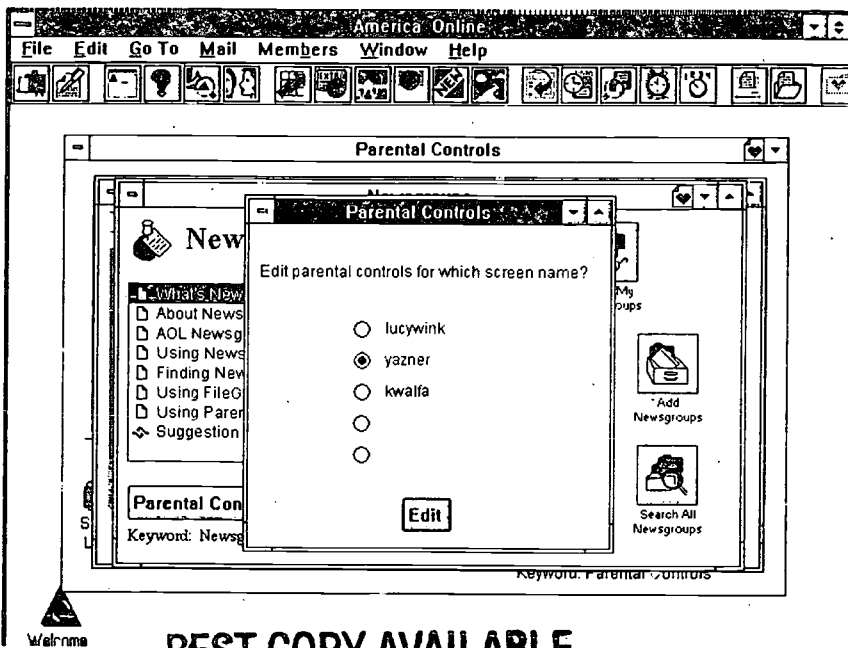 America Online
File Edit Go To Mail Members Window Help
Parental Controls
Parental Controls
New
Edit parental controls for which screen name?
What's New
About News
AOL Newsg
Using News
Finding New
Using FileG
Using Paren
Suggestion
lucywink
yazner
kwalfa
My
oups
Add
Newsgroups
Search All
Newsgroups
Parental Con
Edit
Keyword: Newsg
Keyword: Parental Controls
Welcome
BEST COPY AVAILABLE